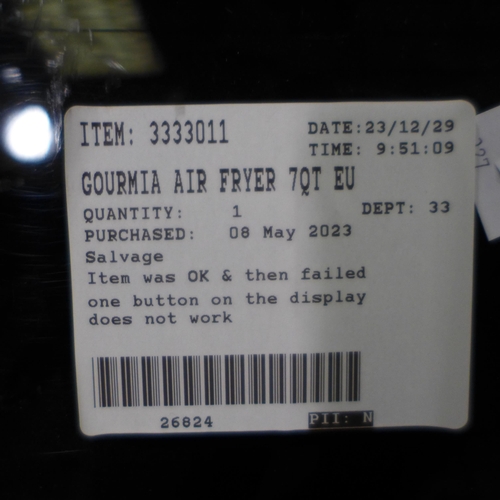 ITEM: 3333011 DATE:23/12/29
TIME: 9:51:09
GOURMIA AIR FRYER 7QT EU
QUANTITY: 1 DEPT: 33
PURCHASED: 08 May 2023
Salvage
Item was OK & then failed
one button on the display
does not work
26824 PII: N